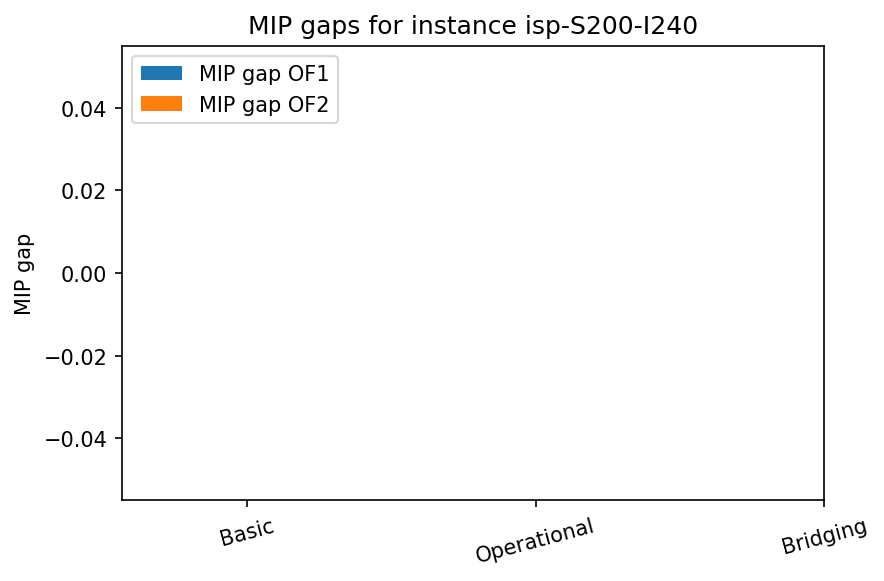 MIP gaps for instance isp-S200-I240
MIP gap OF1
MIP gap OF2
MIP gap
0.04
0.02
0.00
−0.02
−0.04
Basic
Operational
Bridging